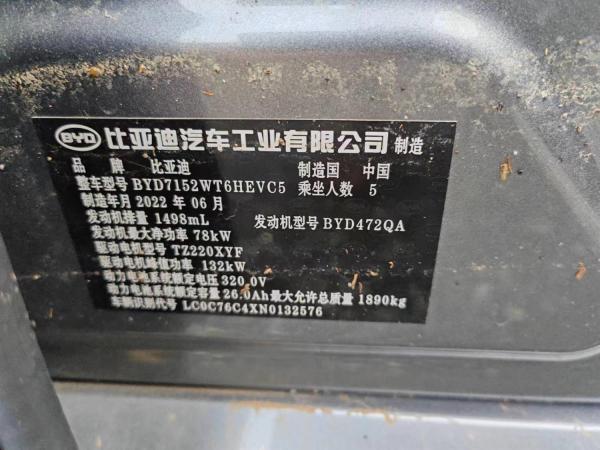 BYD 比亚迪汽车工业有限公司 制造
品 牌 比亚迪 制造国 中国
整车型号 BYD7152WT6HEVC5 乘坐人数 5
制造年月 2022 年 06 月
发动机排量 1498mL 发动机型号 BYD472QA
发动机最大净功率 78kW
驱动电机型号 TZ220XYF
驱动电机峰值功率 132kW
动力电池系统额定电压 320.0V
动力电池系统额定容量 26.0Ah 最大允许总质量 1890kg
车辆识别代号 LC0C76C4XN0132576